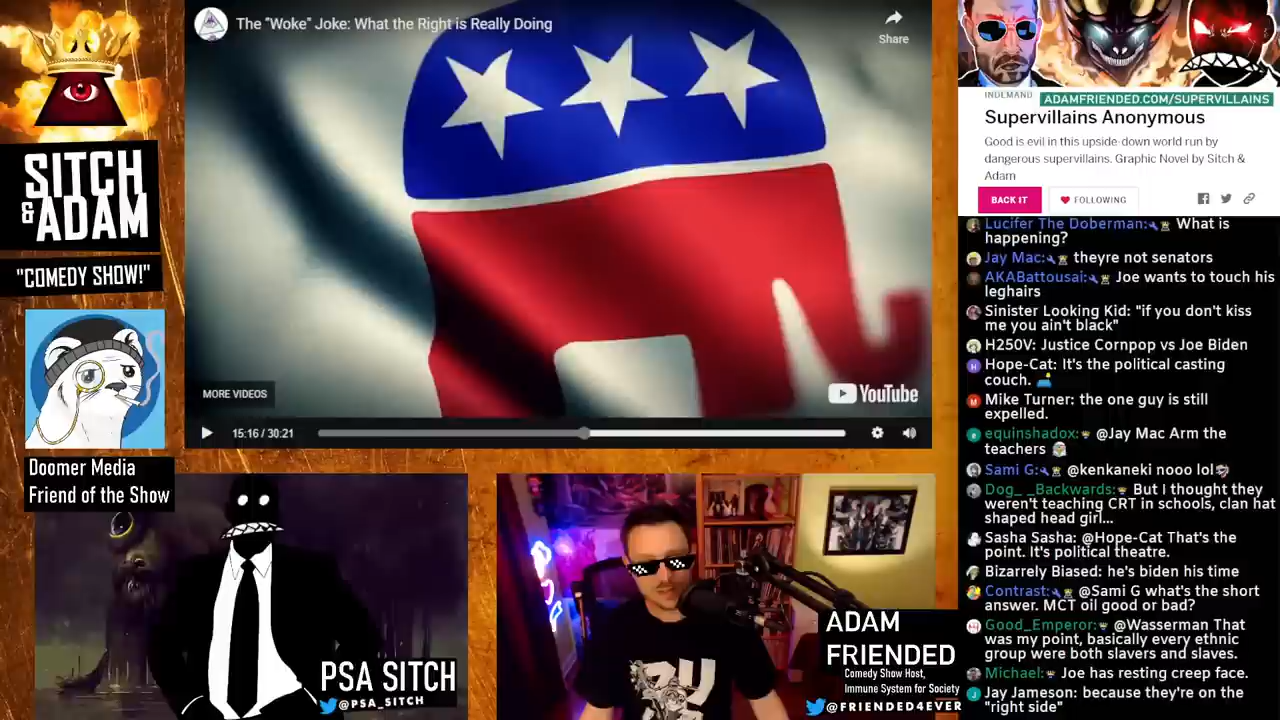 SITCH
& ADAM
"COMEDY SHOW!"
Doomer Media
Friend of the Show
The "Woke" Joke: What the Right is Really Doing
Share
MORE VIDEOS
YouTube
15:16 / 30:21
PSA SITCH
@PSA_SITCH
ADAM
FRIENDED
Comedy Show Host,
Immune System for Society
@FRIENDED4EVER
INDEMAND
ADAMFRIENDED.COM/SUPERVILLAINS
Supervillains Anonymous
Good is evil in this upside-down world run by
dangerous supervillains. Graphic Novel by Sitch &
Adam
BACK IT
FOLLOWING
Lucifer The Doberman: What is
happening?
Jay Mac: theyre not senators
AKABattousai: Joe wants to touch his
leghairs
Sinister Looking Kid: "if you don't kiss
me you ain't black"
H250V: Justice Cornpop vs Joe Biden
Hope-Cat: It's the political casting
couch.
Mike Turner: the one guy is still
expelled.
equinshadox: @Jay Mac Arm the
teachers
Sami G: @kenkaneki nooo lol
Dog_ _Backwards: But I thought they
weren't teaching CRT in schools, clan hat
shaped head girl...
Sasha Sasha: @Hope-Cat That's the
point. It's political theatre.
Bizarrely Biased: he's biden his time
Contrast: @Sami G what's the short
answer. MCT oil good or bad?
Good_Emperor: @Wasserman That
was my point, basically every ethnic
group were both slavers and slaves.
Michael: Joe has resting creep face.
Jay Jameson: because they're on the
"right side"